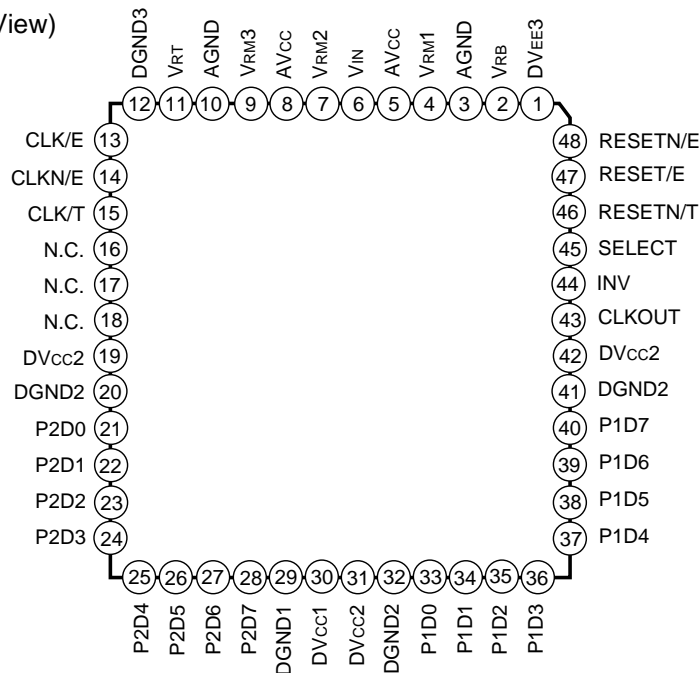 View)
DGND3
VRT
AGND
VRM3
AVCC
VRM2
VIN
AVCC
VRM1
AGND
VRB
DVEE3
12 11 10 9 8 7 6 5 4 3 2 1
CLK/E 13 48 RESETN/E
CLKN/E 14 47 RESET/E
CLK/T 15 46 RESETN/T
N.C. 16 45 SELECT
N.C. 17 44 INV
N.C. 18 43 CLKOUT
DVCC2 19 42 DVCC2
DGND2 20 41 DGND2
P2D0 21 40 P1D7
P2D1 22 39 P1D6
P2D2 23 38 P1D5
P2D3 24 37 P1D4
25 26 27 28 29 30 31 32 33 34 35 36
P2D4
P2D5
P2D6
P2D7
DGND1
DVCC1
DVCC2
DGND2
P1D0
P1D1
P1D2
P1D3